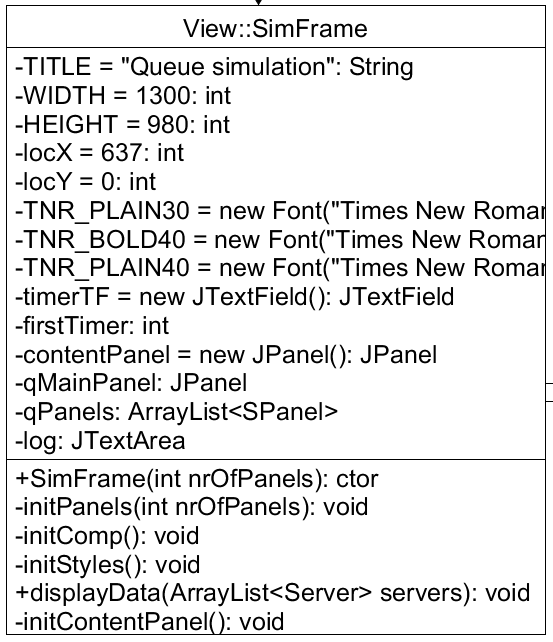 View::SimFrame
-TITLE = "Queue simulation": String
-WIDTH = 1300: int
-HEIGHT = 980: int
-locX = 637: int
-locY = 0: int
-TNR_PLAIN30 = new Font("Times New Roman
-TNR_BOLD40 = new Font("Times New Roman
-TNR_PLAIN40 = new Font("Times New Roman
-timerTF = new JTextField(): JTextField
-firstTimer: int
-contentPanel = new JPanel(): JPanel
-qMainPanel: JPanel
-qPanels: ArrayList<SPanel>
-log: JTextArea
+SimFrame(int nrOfPanels): ctor
-initPanels(int nrOfPanels): void
-initComp(): void
-initStyles(): void
+displayData(ArrayList<Server> servers): void
-initContentPanel(): void